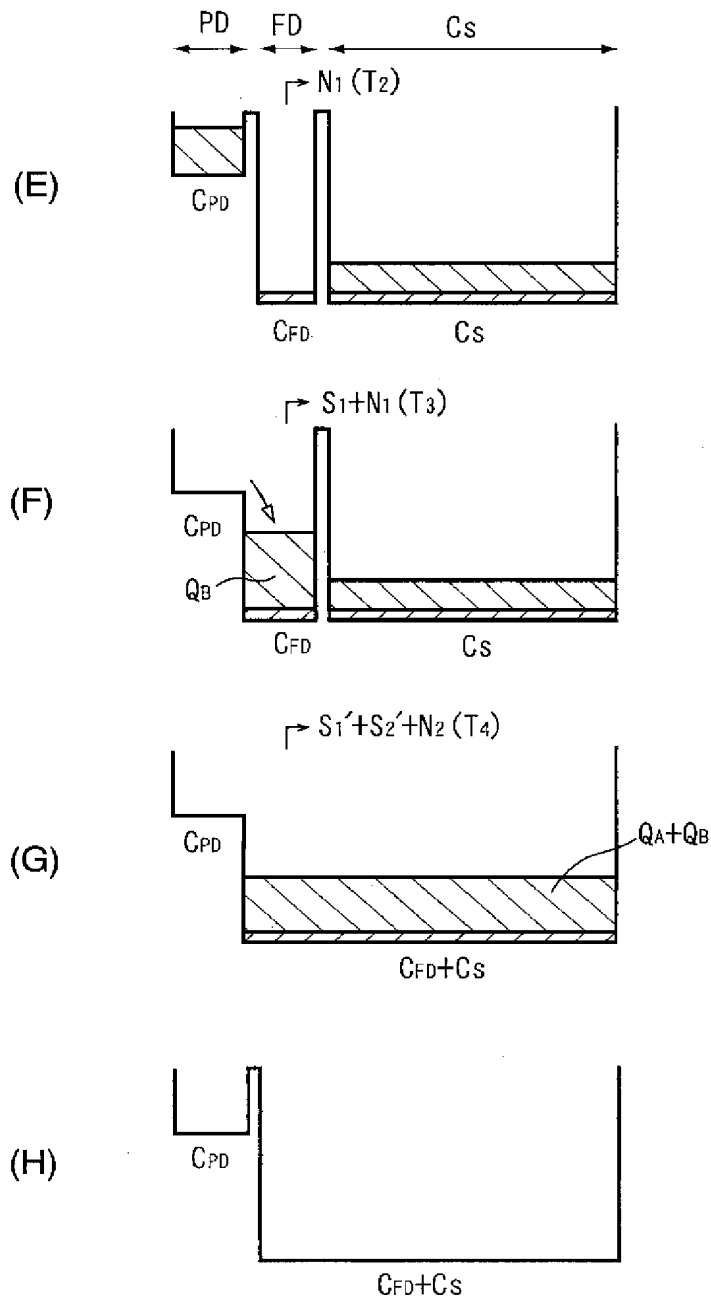 PD FD Cs
N1 (T2)
(E)
CPD
CFD Cs
S1+N1 (T3)
(F)
CPD
QB
CFD Cs
S1′+S2′+N2 (T4)
(G)
CPD
QA+QB
CFD+Cs
(H)
CPD
CFD+Cs